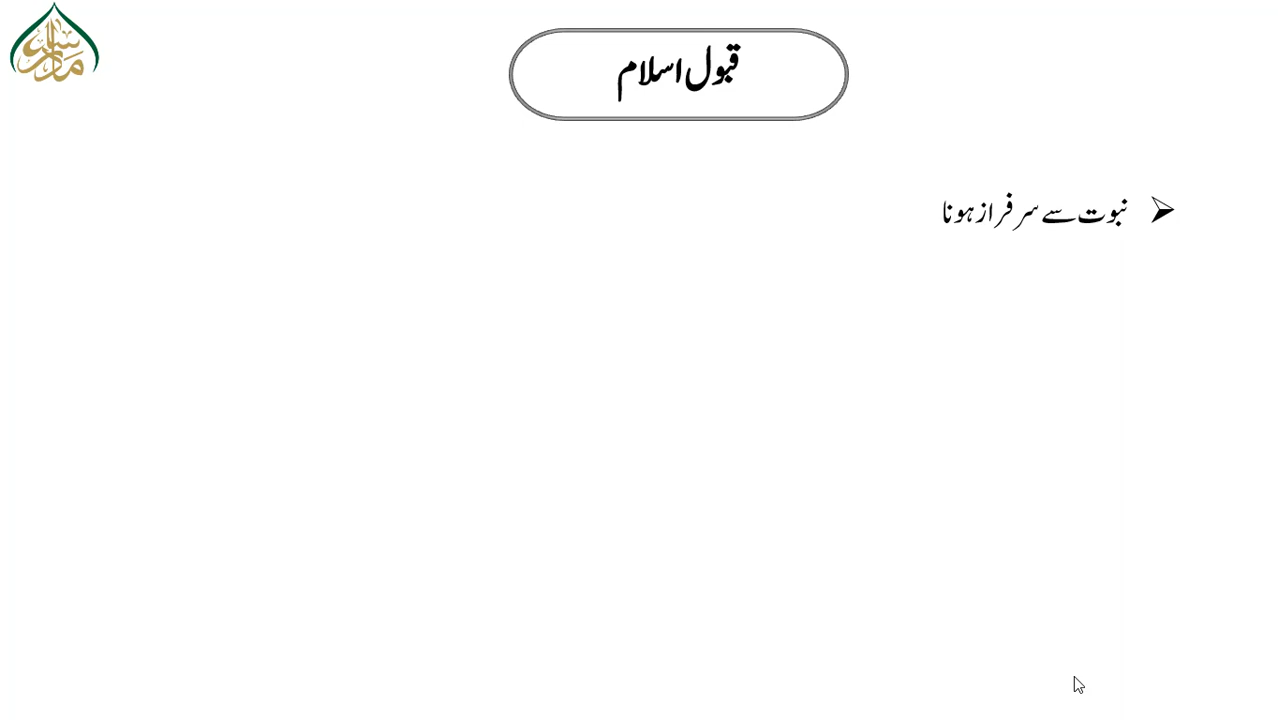 قبول اسلام
نبوت سے سرفراز ہونا